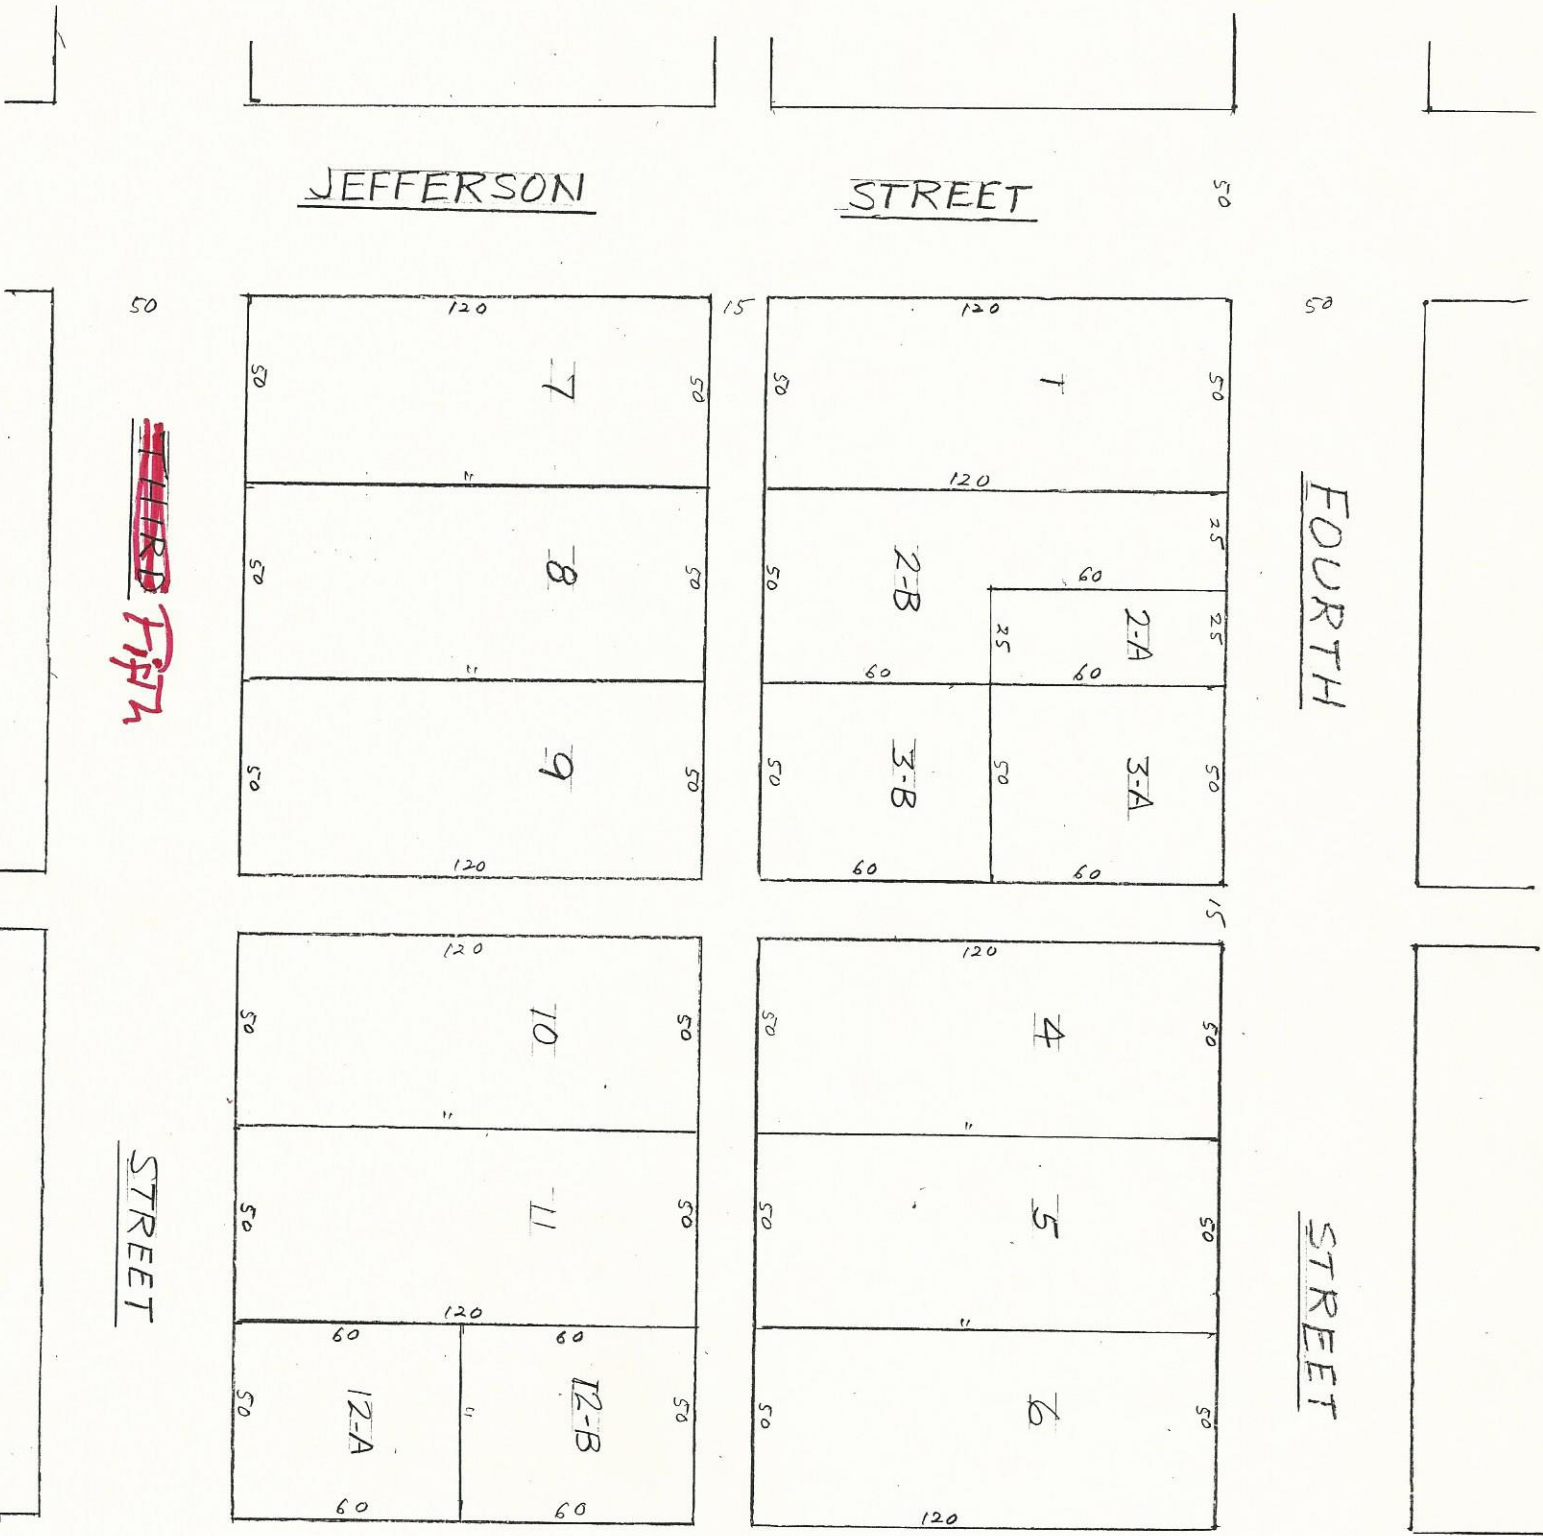 JEFFERSON STREET 50
50 120 15 120 50
50 7 50 50 1 50
" 120
THIRD Fifth
FOURTH
50 8 50 50 2-B 25
60
25 2-A 25
" 60 60
50 9 50 50 3-B 50 3-A 50
120 60 60
15
120 120
50 10 50 50 4 50
" "
STREET
STREET
50 11 50 50 5 50
120 "
60 60
50 12-A " 12-B 50 50 6 50
60 60 120